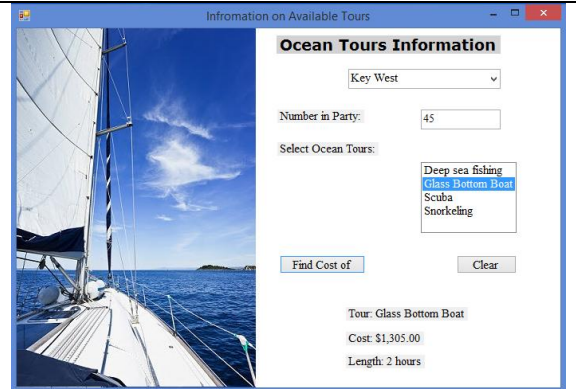 Infromation on Available Tours
Ocean Tours Information
Key West
Number in Party:
45
Select Ocean Tours:
Deep sea fishing
Glass Bottom Boat
Scuba
Snorkeling
Find Cost of
Clear
Tour: Glass Bottom Boat
Cost: $1,305.00
Length: 2 hours